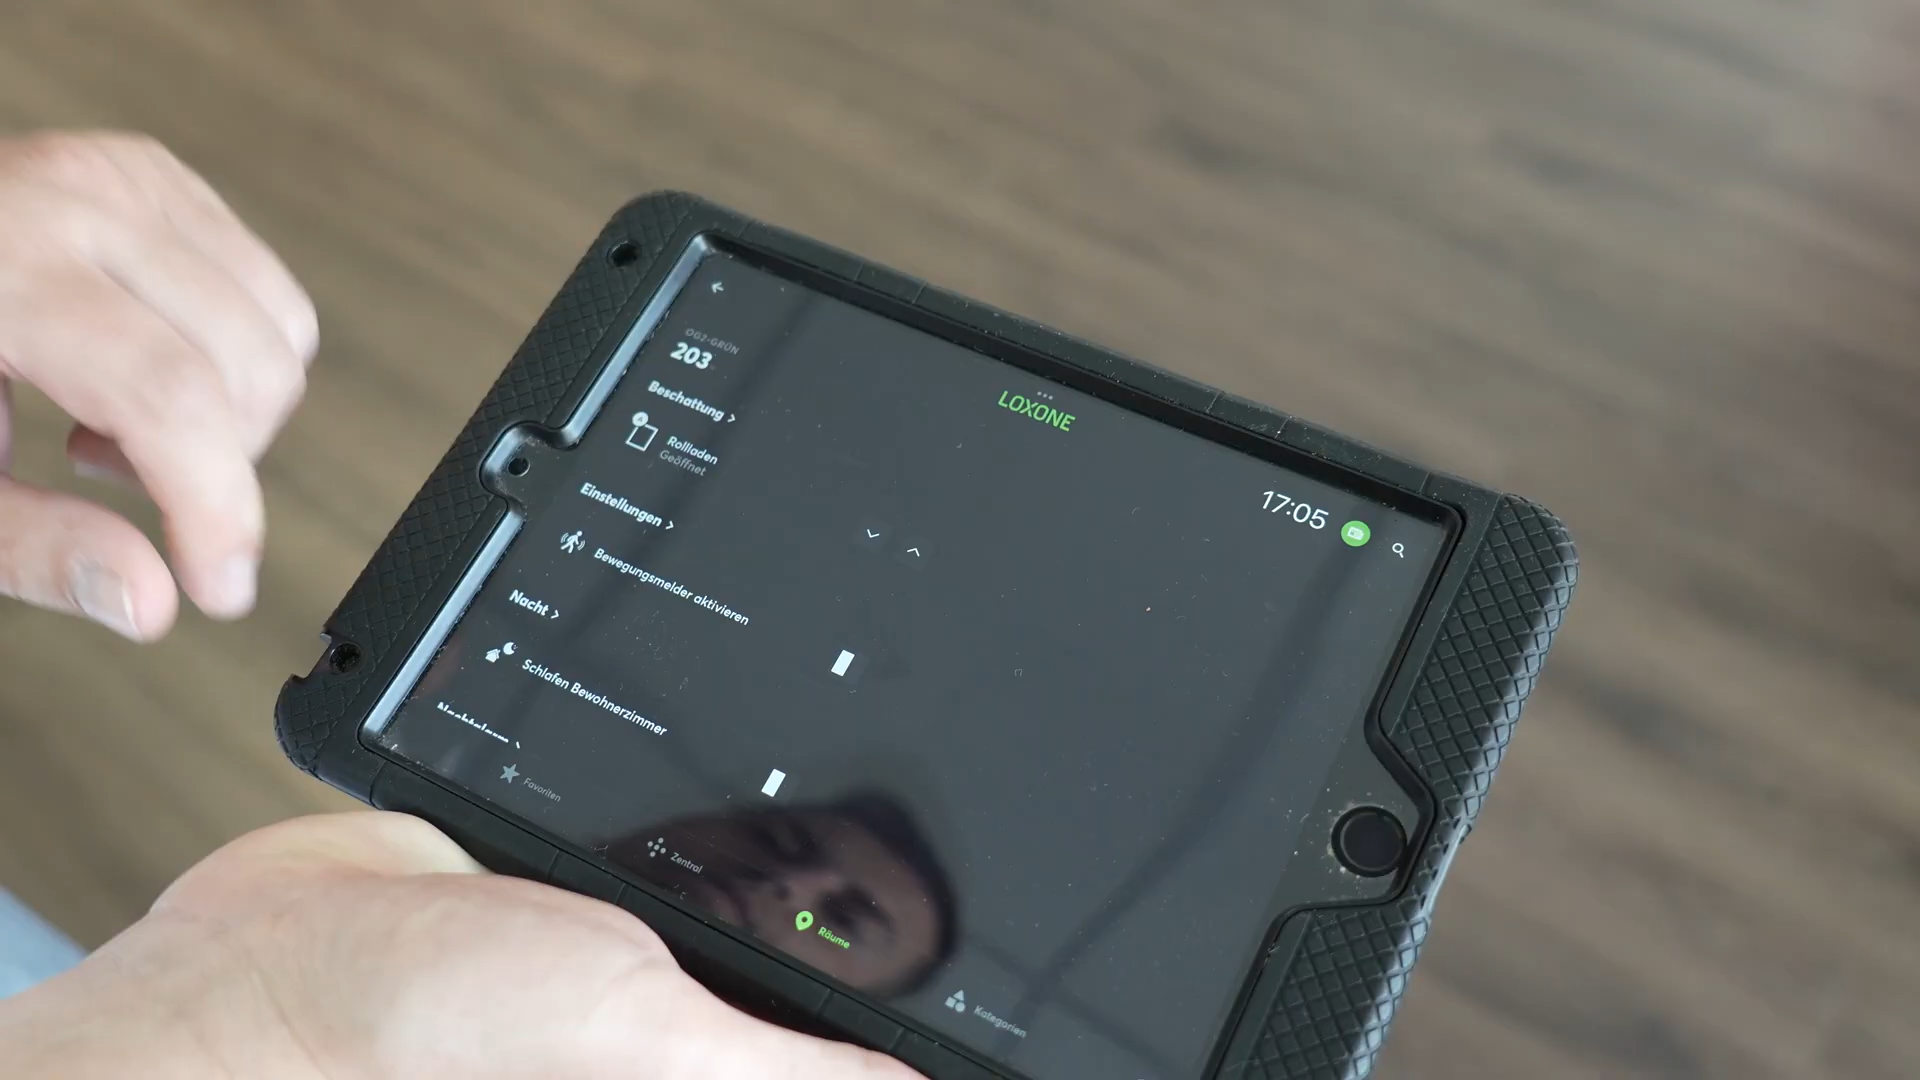 OG2-GRÜN
203
LOXONE
17:05
Beschattung
Rollladen
Geöffnet
Einstellungen
Bewegungsmelder aktivieren
Nacht
Schlafen Bewohnerzimmer
Favoriten
Zentral
Räume
Kategorien